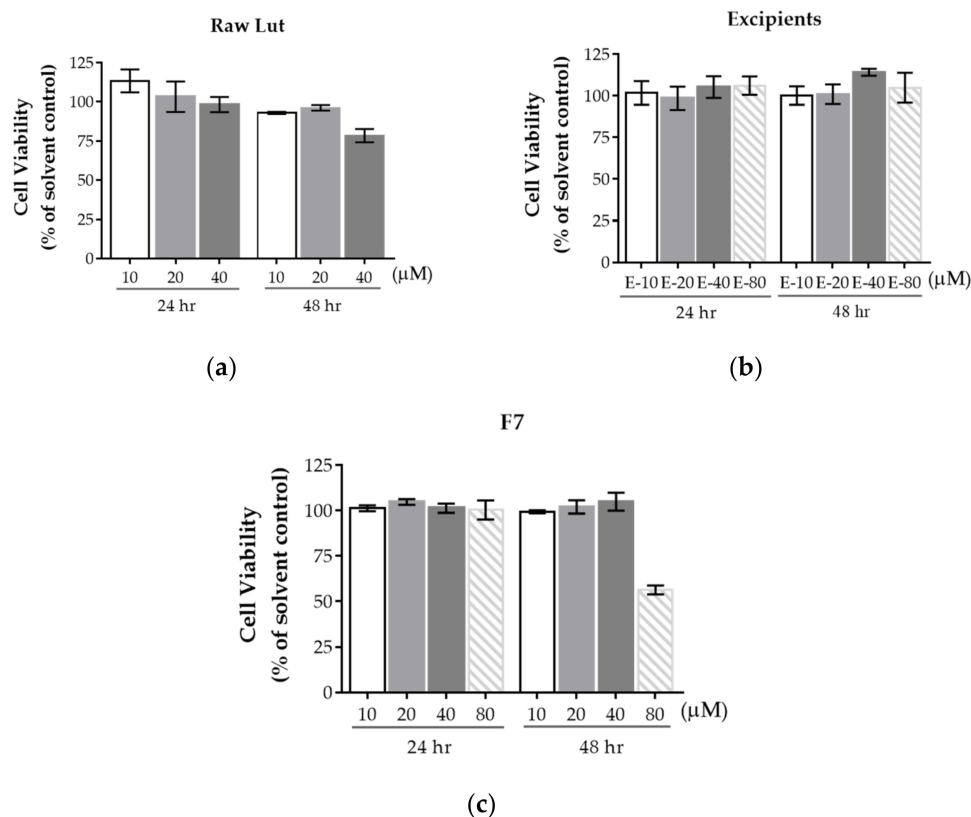 Raw Lut
Cell Viability
(% of solvent control)
125
100
75
50
25
0
10 20 40 10 20 40 (μM)
24 hr 48 hr
(a)
Excipients
Cell Viability
(% of solvent control)
125
100
75
50
25
0
E-10 E-20 E-40 E-80 E-10 E-20 E-40 E-80 (μM)
24 hr 48 hr
(b)
F7
Cell Viability
(% of solvent control)
125
100
75
50
25
0
10 20 40 80 10 20 40 80 (μM)
24 hr 48 hr
(c)